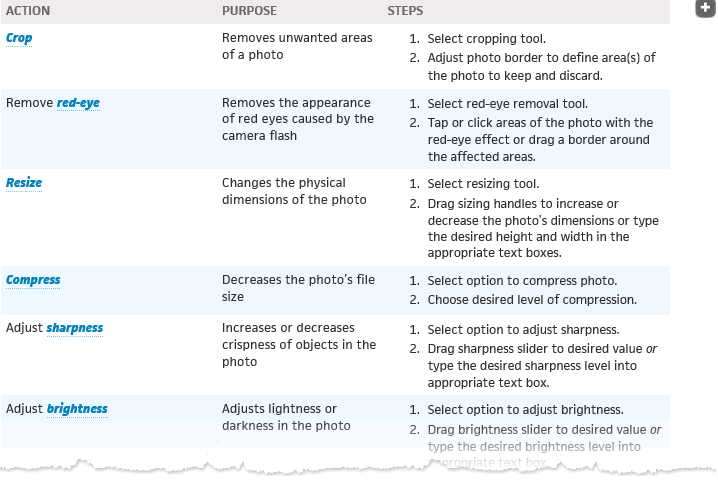 ACTION PURPOSE STEPS
Crop Removes unwanted areas 1. Select cropping tool.
of a photo 2. Adjust photo border to define area(s) of
the photo to keep and discard.
Remove red-eye Removes the appearance 1. Select red-eye removal tool.
of red eyes caused by the 2. Tap or click areas of the photo with the
camera flash red-eye effect or drag a border around
the affected areas.
Resize Changes the physical 1. Select resizing tool.
dimensions of the photo 2. Drag sizing handles to increase or
decrease the photo's dimensions or type
the desired height and width in the
appropriate text boxes.
Compress Decreases the photo's file 1. Select option to compress photo.
size 2. Choose desired level of compression.
Adjust sharpness Increases or decreases 1. Select option to adjust sharpness.
crispness of objects in the 2. Drag sharpness slider to desired value or
photo type the desired sharpness level into
appropriate text box.
Adjust brightness Adjusts lightness or 1. Select option to adjust brightness.
darkness in the photo 2. Drag brightness slider to desired value or
type the desired brightness level into
appropriate text box.